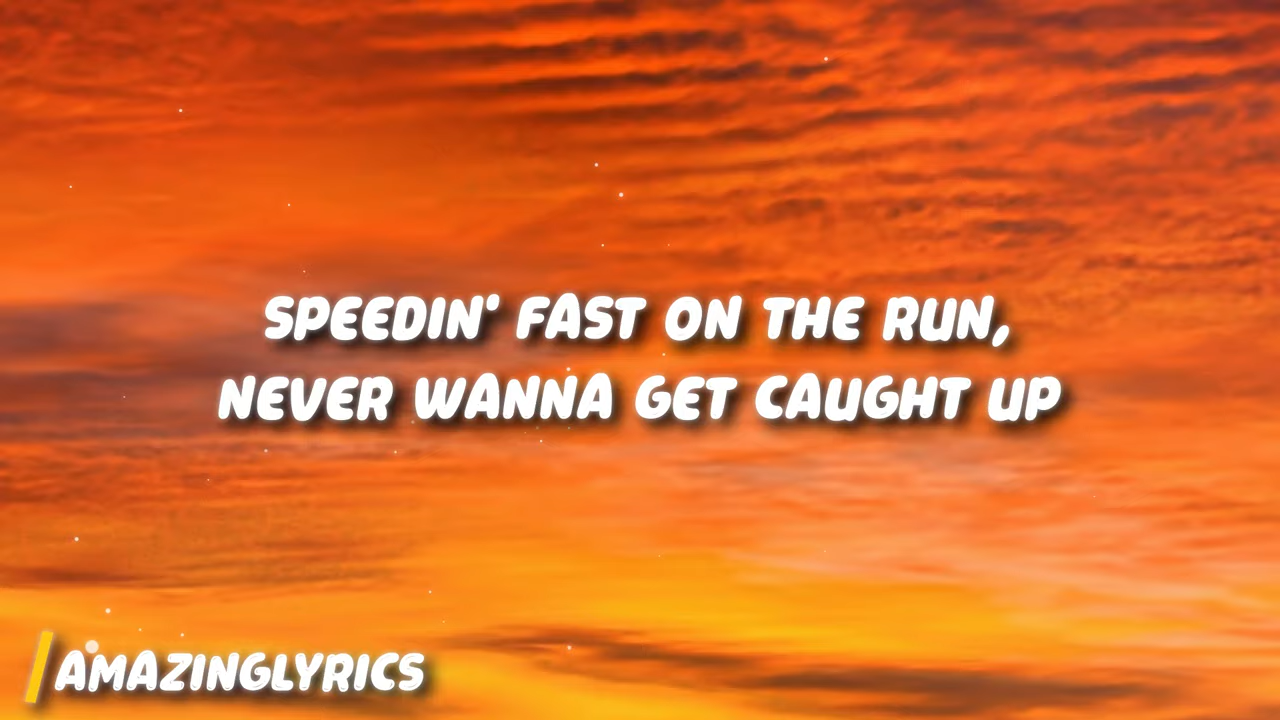 SPEEDIN' FAST ON THE RUN,
NEVER WANNA GET CAUGHT UP
AMAZINGLYRICS